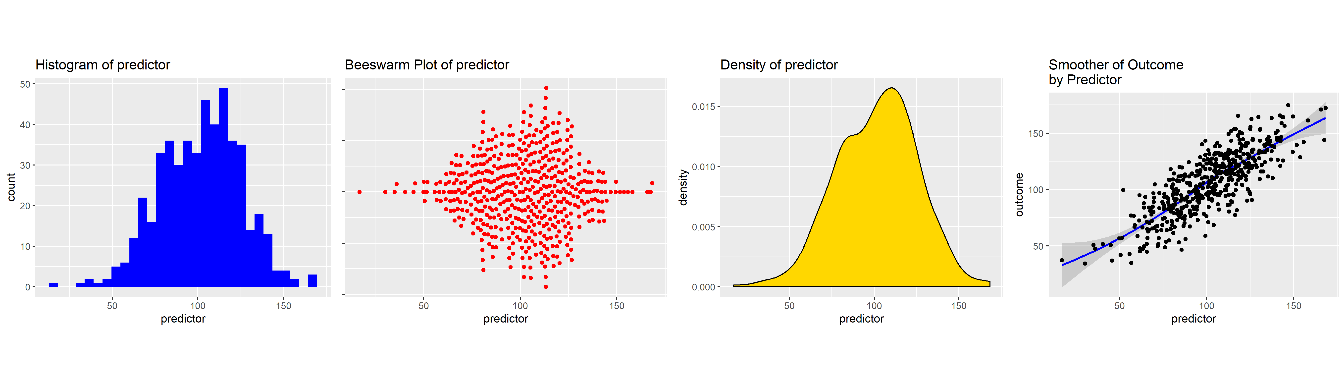 Histogram of predictor
50
40
30
20
10
0
count
50
100
150
predictor
Beeswarm Plot of predictor
50
100
150
predictor
Density of predictor
0.015
0.010
0.005
0.000
density
50
100
150
predictor
Smoother of Outcome
by Predictor
150
100
50
outcome
50
100
150
predictor